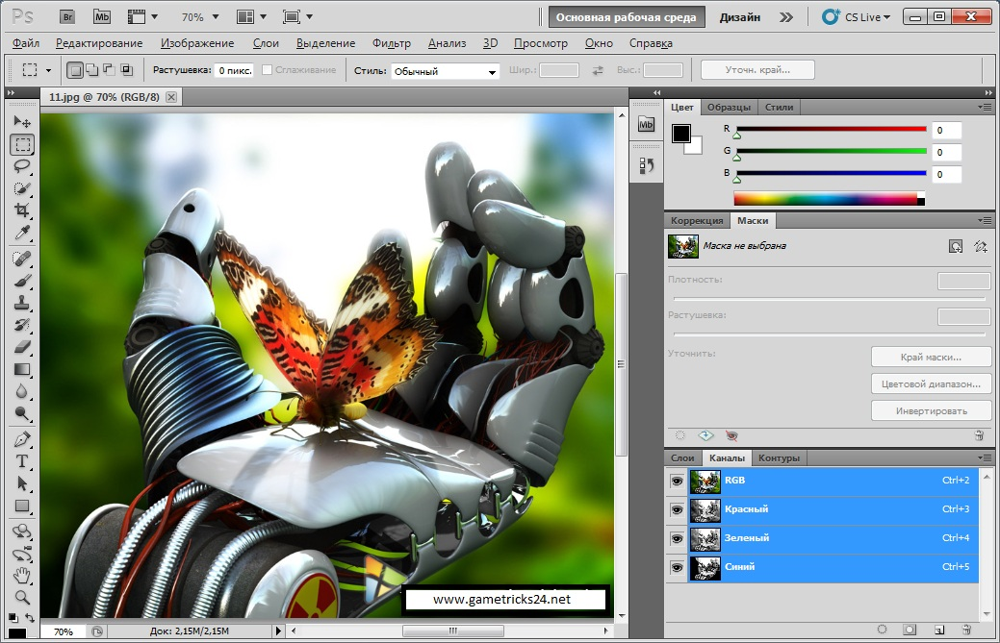 Ps Br Mb 70% Основная рабочая среда Дизайн CS Live
Файл Редактирование Изображение Слои Выделение Фильтр Анализ 3D Просмотр Окно Справка
Растушевка: 0 пикс. Сглаживание Стиль: Обычный Шир.: Выс.: Уточн. край...
11.jpg @ 70% (RGB/8)
Mb
Цвет Образцы Стили
R 0
G 0
B 0
Коррекция Маски
Маска не выбрана
Плотность:
Растушевка:
Уточнить:
Край маски...
Цветовой диапазон...
Инвертировать
Слои Каналы Контуры
RGB Ctrl+2
Красный Ctrl+3
Зеленый Ctrl+4
Синий Ctrl+5
www.gametricks24.net
70% Док: 2,15M/2,15M